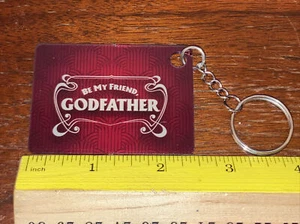 BE MY FRIEND,
GODFATHER
inch 1 2 3 4